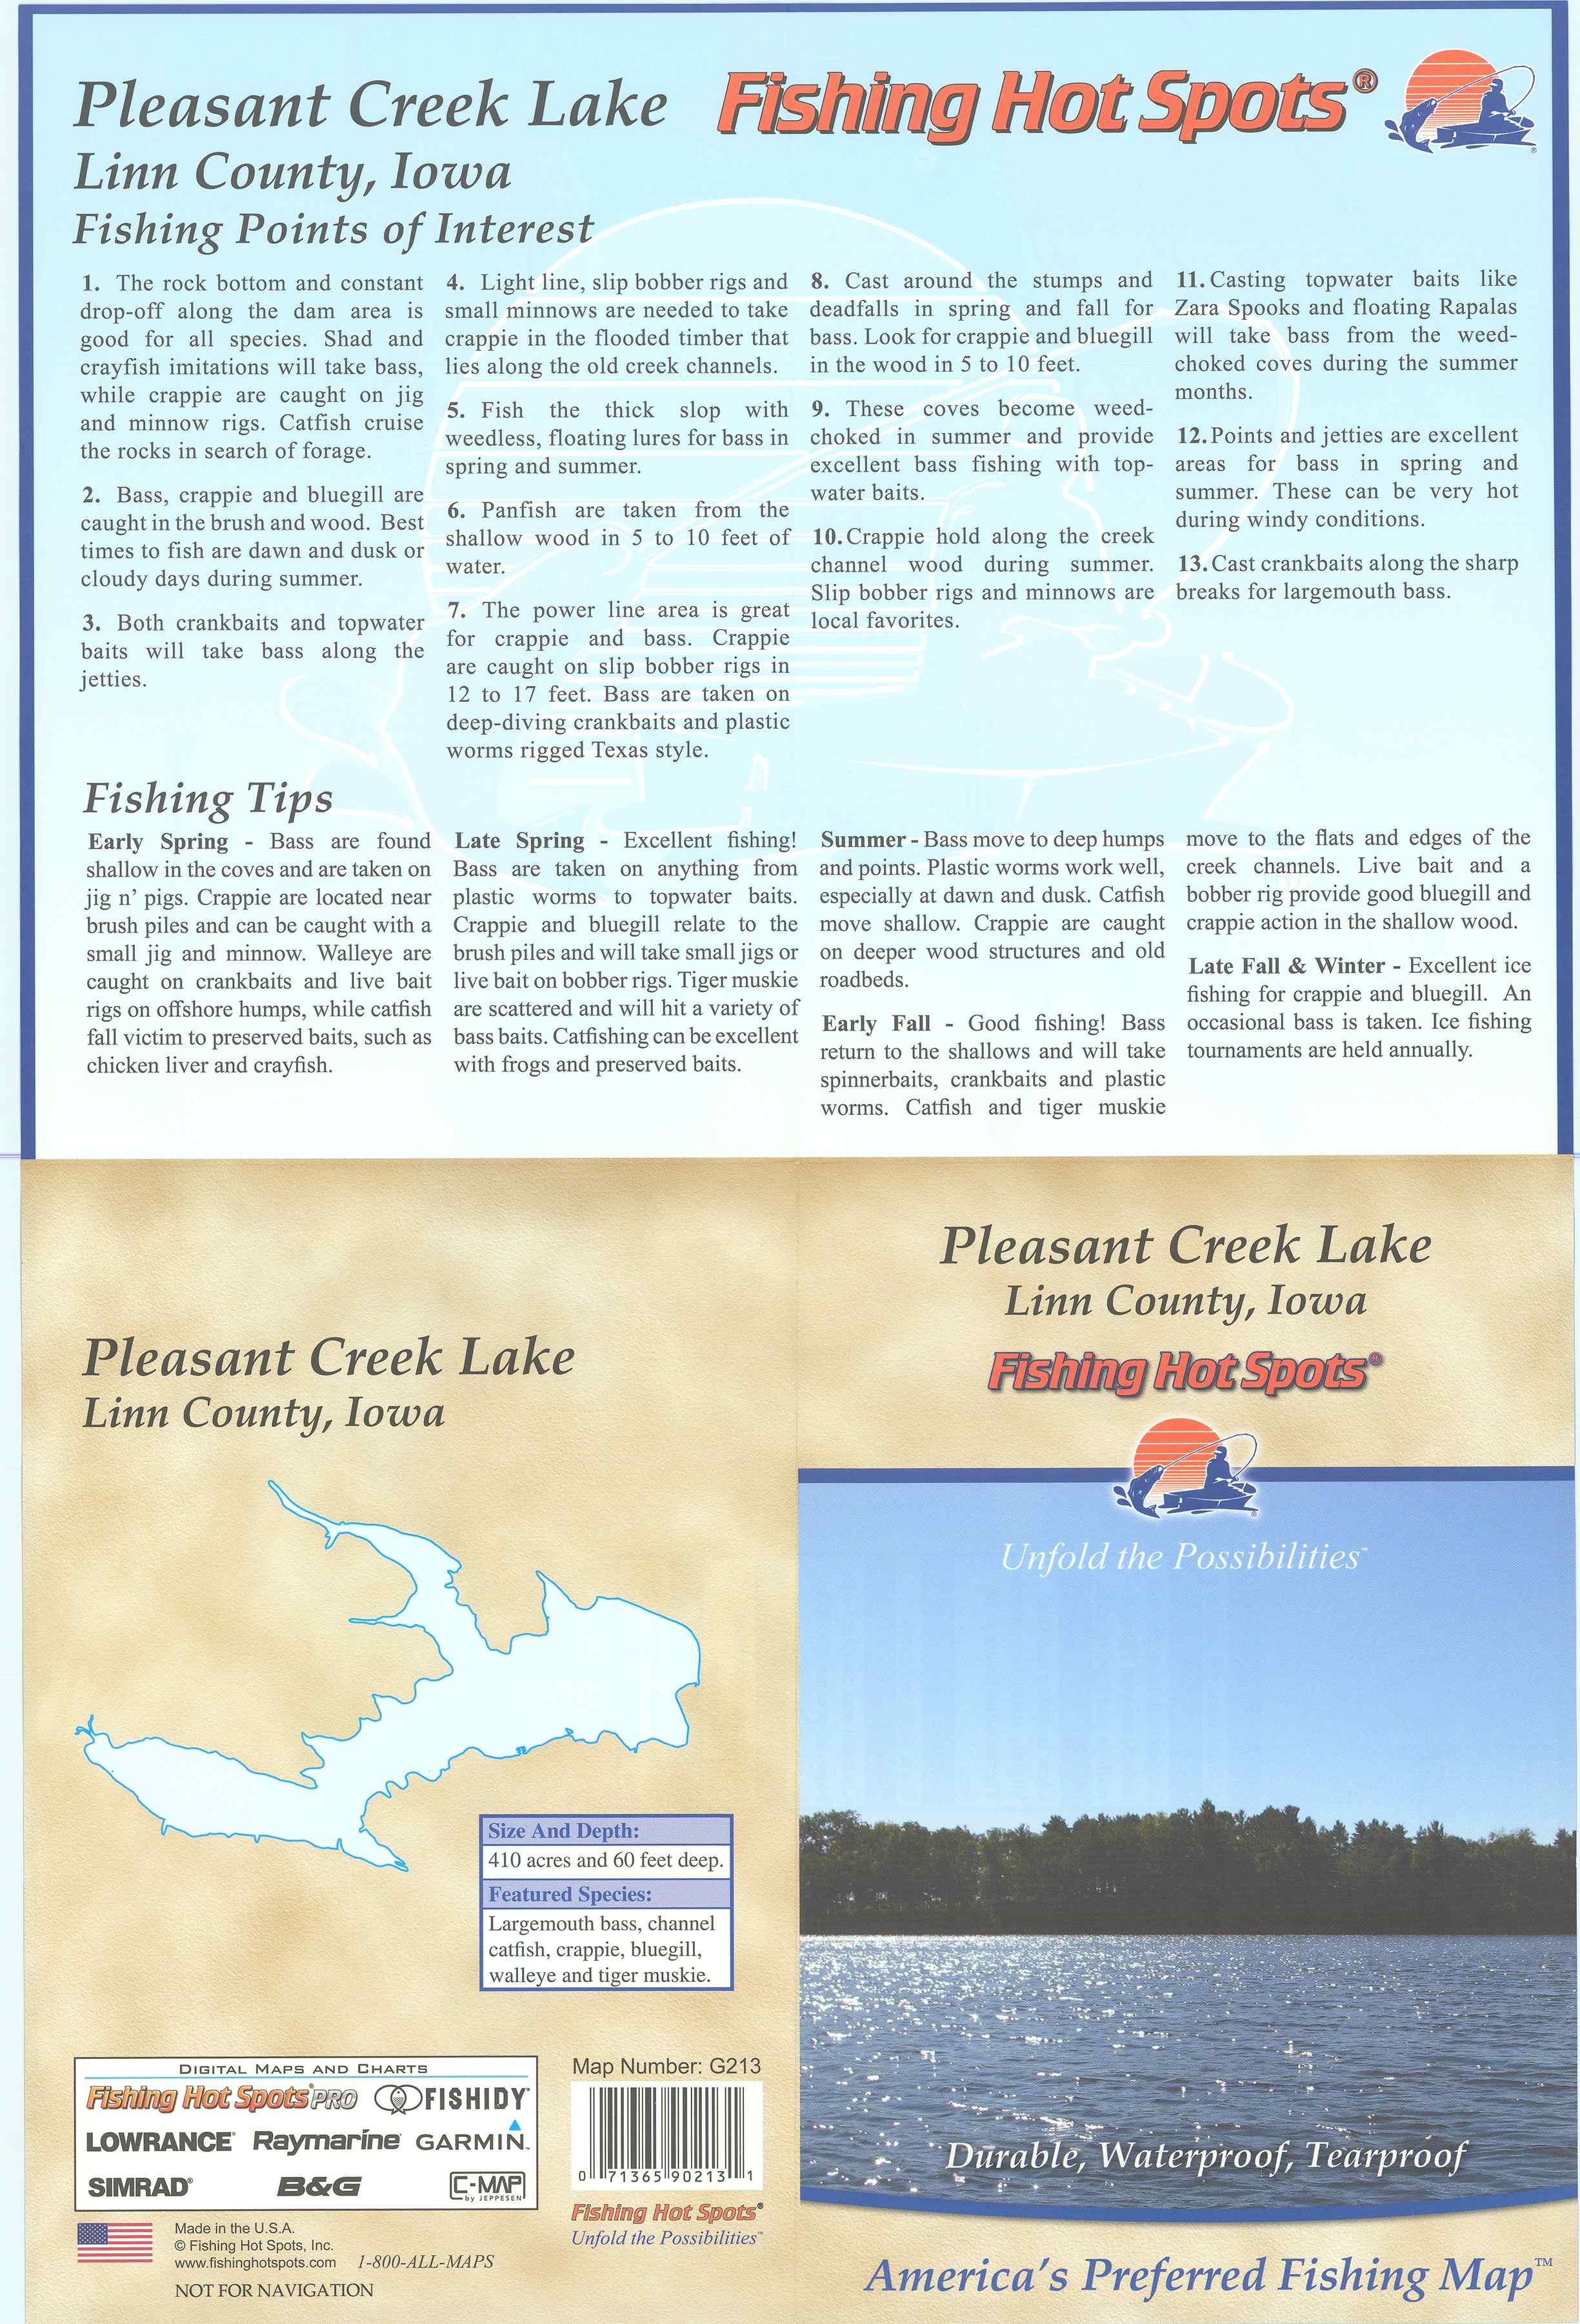 Pleasant Creek Lake
Fishing Hot Spots®
Linn County, Iowa
Fishing Points of Interest
1. The rock bottom and constant
drop-off along the dam area is
good for all species. Shad and
crayfish imitations will take bass,
while crappie are caught on jig
and minnow rigs. Catfish cruise
the rocks in search of forage.
2. Bass, crappie and bluegill are
caught in the brush and wood. Best
times to fish are dawn and dusk or
cloudy days during summer.
3. Both crankbaits and topwater
baits will take bass along the
jetties.
4. Light line, slip bobber rigs and
small minnows are needed to take
crappie in the flooded timber that
lies along the old creek channels.
5. Fish the thick slop with
weedless, floating lures for bass in
spring and summer.
6. Panfish are taken from the
shallow wood in 5 to 10 feet of
water.
7. The power line area is great
for crappie and bass. Crappie
are caught on slip bobber rigs in
12 to 17 feet. Bass are taken on
deep-diving crankbaits and plastic
worms rigged Texas style.
8. Cast around the stumps and
deadfalls in spring and fall for
bass. Look for crappie and bluegill
in the wood in 5 to 10 feet.
9. These coves become weed-
choked in summer and provide
excellent bass fishing with top-
water baits.
10. Crappie hold along the creek
channel wood during summer.
Slip bobber rigs and minnows are
local favorites.
11. Casting topwater baits like
Zara Spooks and floating Rapalas
will take bass from the weed-
choked coves during the summer
months.
12. Points and jetties are excellent
areas for bass in spring and
summer. These can be very hot
during windy conditions.
13. Cast crankbaits along the sharp
breaks for largemouth bass.
Fishing Tips
Early Spring - Bass are found
shallow in the coves and are taken on
jig n' pigs. Crappie are located near
brush piles and can be caught with a
small jig and minnow. Walleye are
caught on crankbaits and live bait
rigs on offshore humps, while catfish
fall victim to preserved baits, such as
chicken liver and crayfish.
Late Spring - Excellent fishing!
Bass are taken on anything from
plastic worms to topwater baits.
Crappie and bluegill relate to the
brush piles and will take small jigs or
live bait on bobber rigs. Tiger muskie
are scattered and will hit a variety of
bass baits. Catfishing can be excellent
with frogs and preserved baits.
Summer - Bass move to deep humps
and points. Plastic worms work well,
especially at dawn and dusk. Catfish
move shallow. Crappie are caught
on deeper wood structures and old
roadbeds.
Early Fall - Good fishing! Bass
return to the shallows and will take
spinnerbaits, crankbaits and plastic
worms. Catfish and tiger muskie
move to the flats and edges of the
creek channels. Live bait and a
bobber rig provide good bluegill and
crappie action in the shallow wood.
Late Fall & Winter - Excellent ice
fishing for crappie and bluegill. An
occasional bass is taken. Ice fishing
tournaments are held annually.
Pleasant Creek Lake
Linn County, Iowa
Size And Depth:
410 acres and 60 feet deep.
Featured Species:
Largemouth bass, channel
catfish, crappie, bluegill,
walleye and tiger muskie.
DIGITAL MAPS AND CHARTS
Fishing Hot Spots® PRO FISHIDY
LOWRANCE® Raymarine GARMIN™
SIMRAD® B&G C-MAP
by JEPPESEN
Made in the U.S.A.
© Fishing Hot Spots, Inc.
www.fishinghotspots.com 1-800-ALL-MAPS
NOT FOR NAVIGATION
Map Number: G213
0 71365 90213 1
Fishing Hot Spots®
Unfold the Possibilities™
Pleasant Creek Lake
Linn County, Iowa
Fishing Hot Spots®
Unfold the Possibilities™
Durable, Waterproof, Tearproof
America's Preferred Fishing Map™